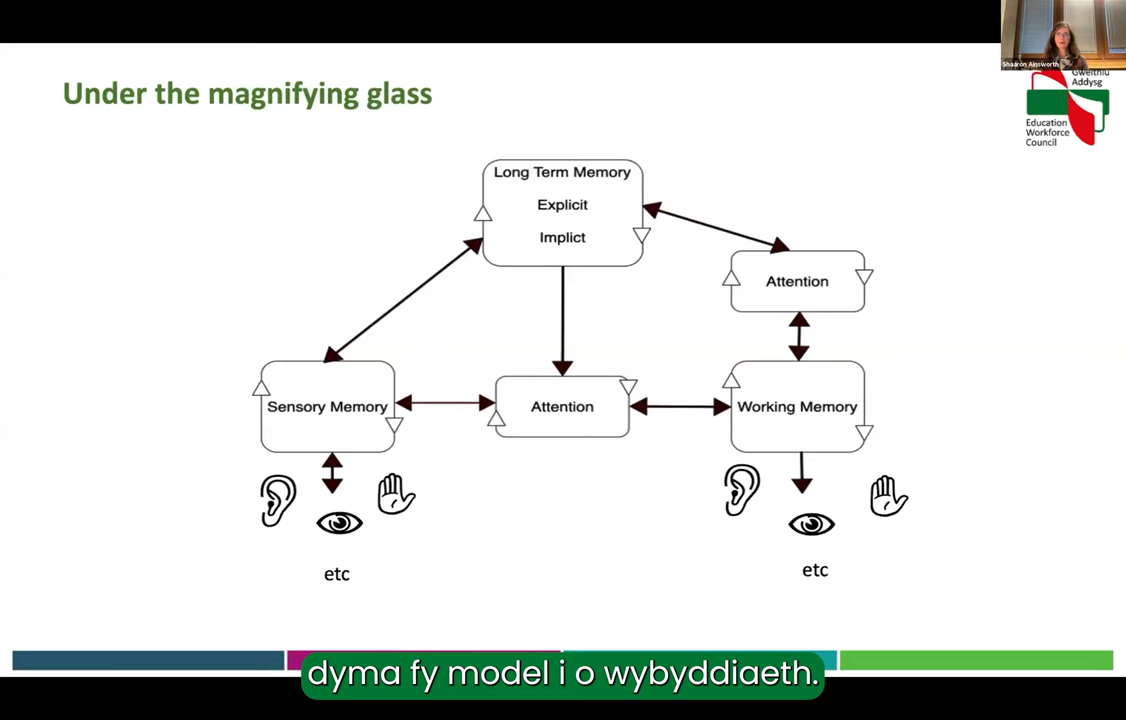 Shaaron Ainsworth
Under the magnifying glass
Gweithlu
Addysg
Education
Workforce
Council
Long Term Memory
Explicit
Implict
Attention
Sensory Memory
Attention
Working Memory
etc
etc
dyma fy model i o wybyddiaeth.